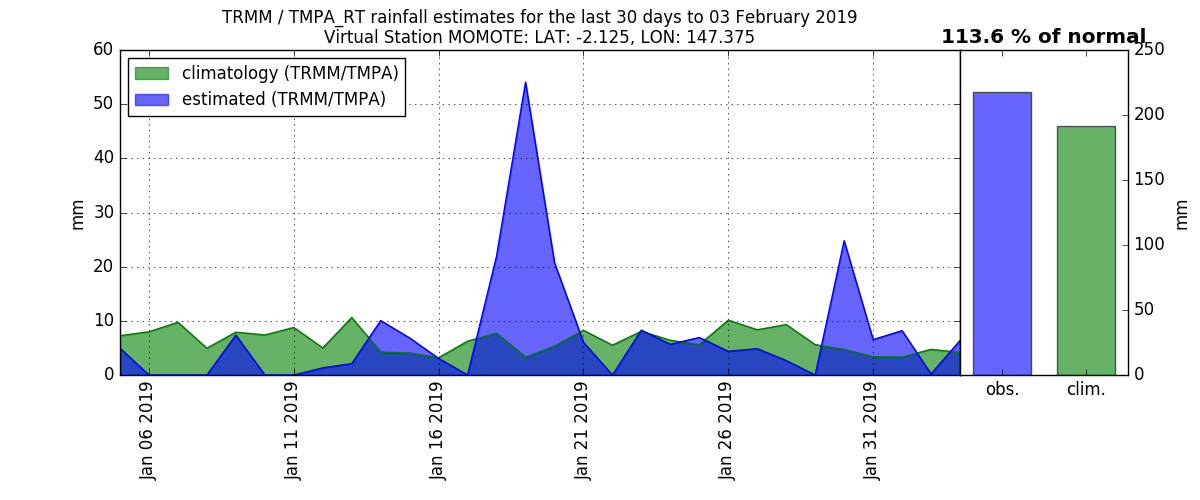 TRMM / TMPA_RT rainfall estimates for the last 30 days to 03 February 2019
Virtual Station MOMOTE: LAT: -2.125, LON: 147.375
113.6 % of normal
climatology (TRMM/TMPA)
estimated (TRMM/TMPA)
60
50
40
30
20
10
0
mm
Jan 06 2019
Jan 11 2019
Jan 16 2019
Jan 21 2019
Jan 26 2019
Jan 31 2019
obs.
clim.
250
200
150
100
50
0
mm